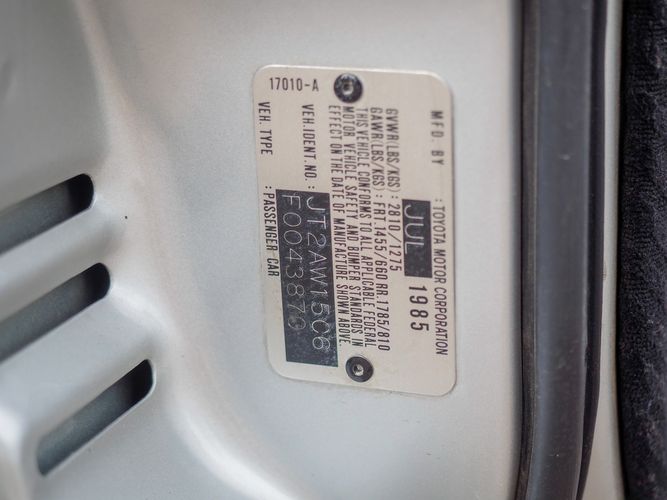 MFD. BY : TOYOTA MOTOR CORPORATION
JUL 1985
GVWR(LBS/KGS) : 2810/1275
GAWR(LBS/KGS) : FR1,1455/660 RR,1785/810
THIS VEHICLE CONFORMS TO ALL APPLICABLE FEDERAL
MOTOR VEHICLE SAFETY AND BUMPER STANDARDS IN
EFFECT ON THE DATE OF MANUFACTURE SHOWN ABOVE.
VEH.IDENT.NO. : JT2AW15C6
F0043870
VEH. TYPE : PASSENGER CAR
17010-A